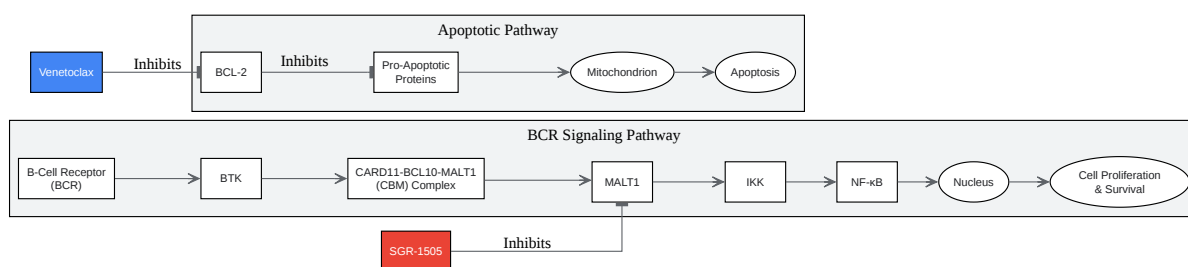 Apoptotic Pathway
Venetoclax
Inhibits
BCL-2
Inhibits
Pro-Apoptotic
Proteins
Mitochondrion
Apoptosis
BCR Signaling Pathway
B-Cell Receptor
(BCR)
BTK
CARD11-BCL10-MALT1
(CBM) Complex
MALT1
IKK
NF-κB
Nucleus
Cell Proliferation
& Survival
SGR-1505
Inhibits